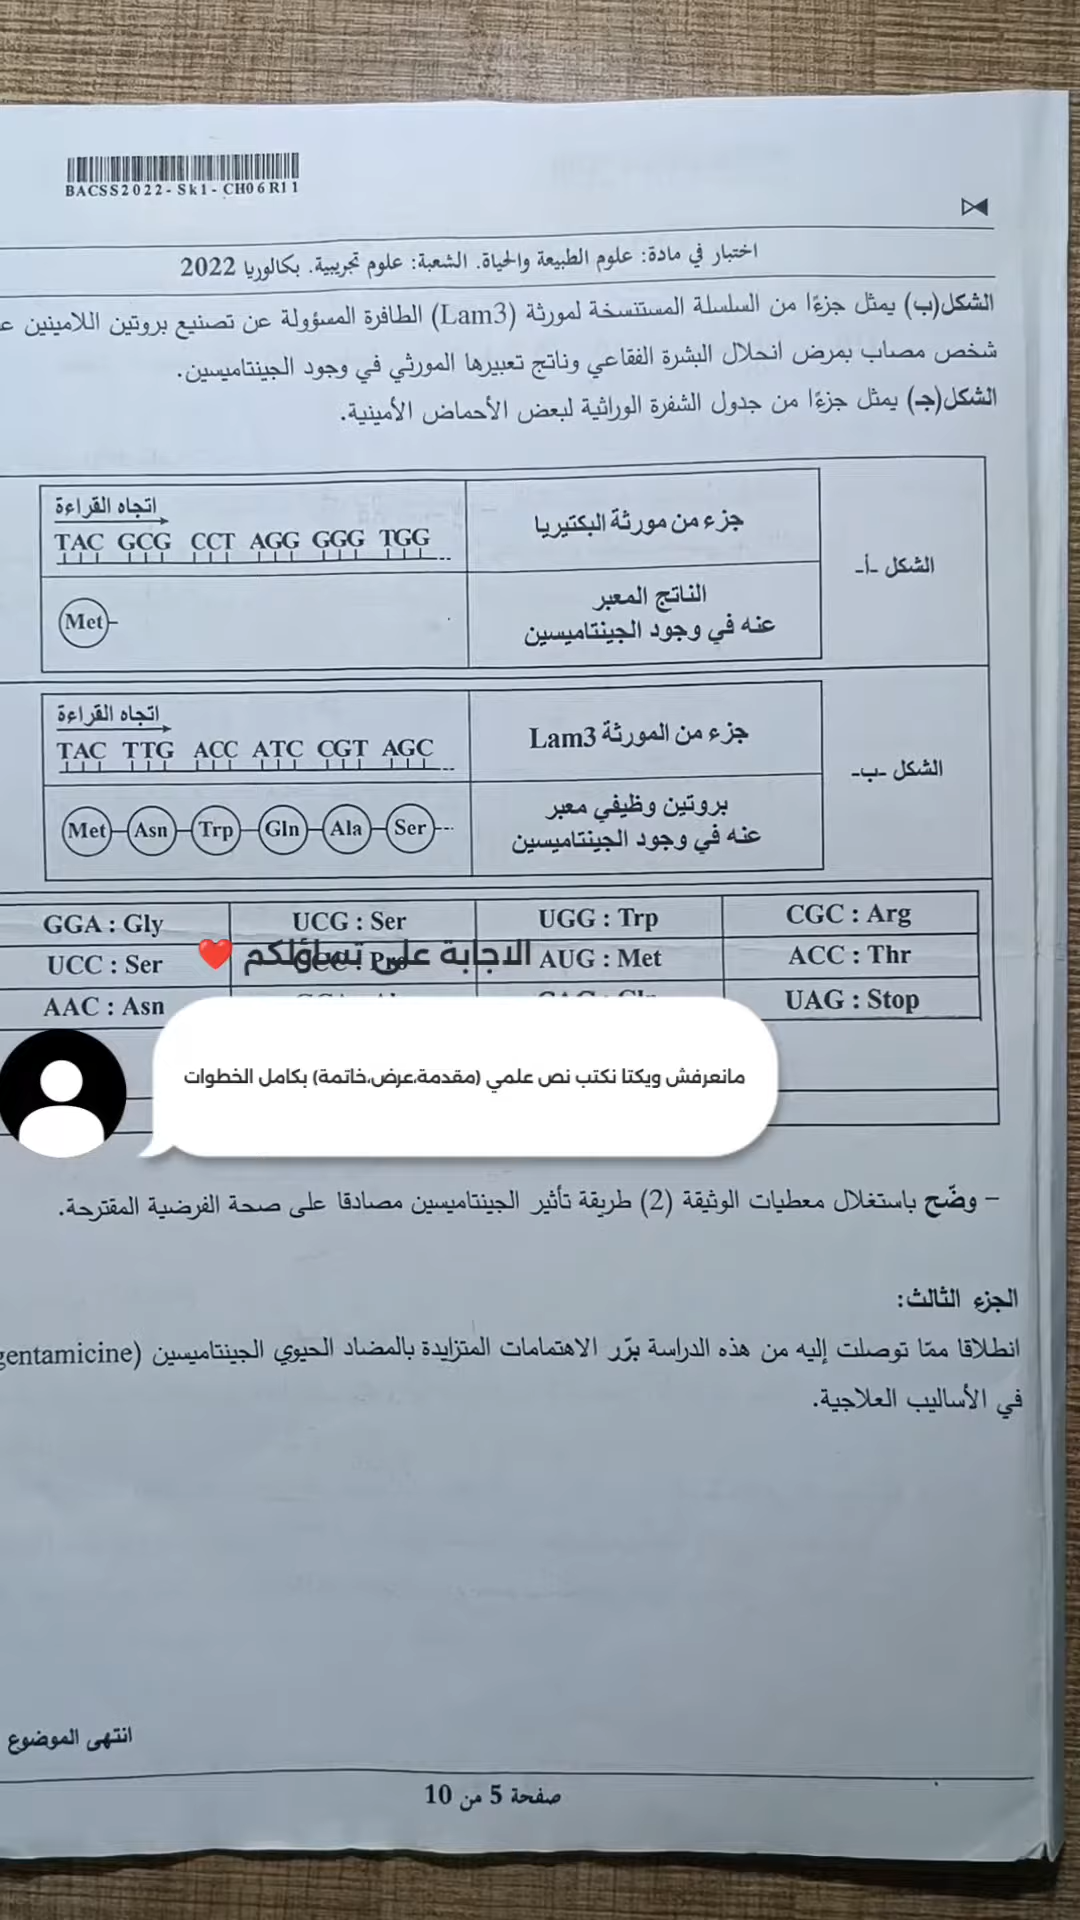 BACSS2022-Sk1-CH06R11
اختبار في مادة: علوم الطبيعة والحياة. الشعبة: علوم تجريبية. بكالوريا 2022
الشكل(ب) يمثل جزءًا من السلسلة المستنسخة لمورثة (Lam3) الطافرة المسؤولة عن تصنيع بروتين اللامينين
شخص مصاب بمرض انحلال البشرة الفقاعي وناتج تعبيرها المورثي في وجود الجينتاميسين.
الشكل(جـ) يمثل جزءًا من جدول الشفرة الوراثية لبعض الأحماض الأمينية.
الشكل -أ-
جزء من مورثة البكتيريا
اتجاه القراءة
TAC GCG CCT AGG GGG TGG
الناتج المعبر
عنه في وجود الجينتاميسين
Met
الشكل -ب-
جزء من المورثة Lam3
اتجاه القراءة
TAC TTG ACC ATC CGT AGC
بروتين وظيفي معبر
عنه في وجود الجينتاميسين
Met Asn Trp Gln Ala Ser
GGA : Gly UCG : Ser UGG : Trp CGC : Arg
UCC : Ser AUG : Met ACC : Thr
الاجابة على تساؤلكم ❤️
AAC : Asn UAG : Stop
مانعرفش ويكتا نكتب نص علمي (مقدمة،عرض،خاتمة) بكامل الخطوات
– وضّح باستغلال معطيات الوثيقة (2) طريقة تأثير الجينتاميسين مصادقا على صحة الفرضية المقترحة.
الجزء الثالث:
انطلاقا ممّا توصلت إليه من هذه الدراسة برّر الاهتمامات المتزايدة بالمضاد الحيوي الجينتاميسين (gentamicine
في الأساليب العلاجية.
انتهى الموضوع
صفحة 5 من 10